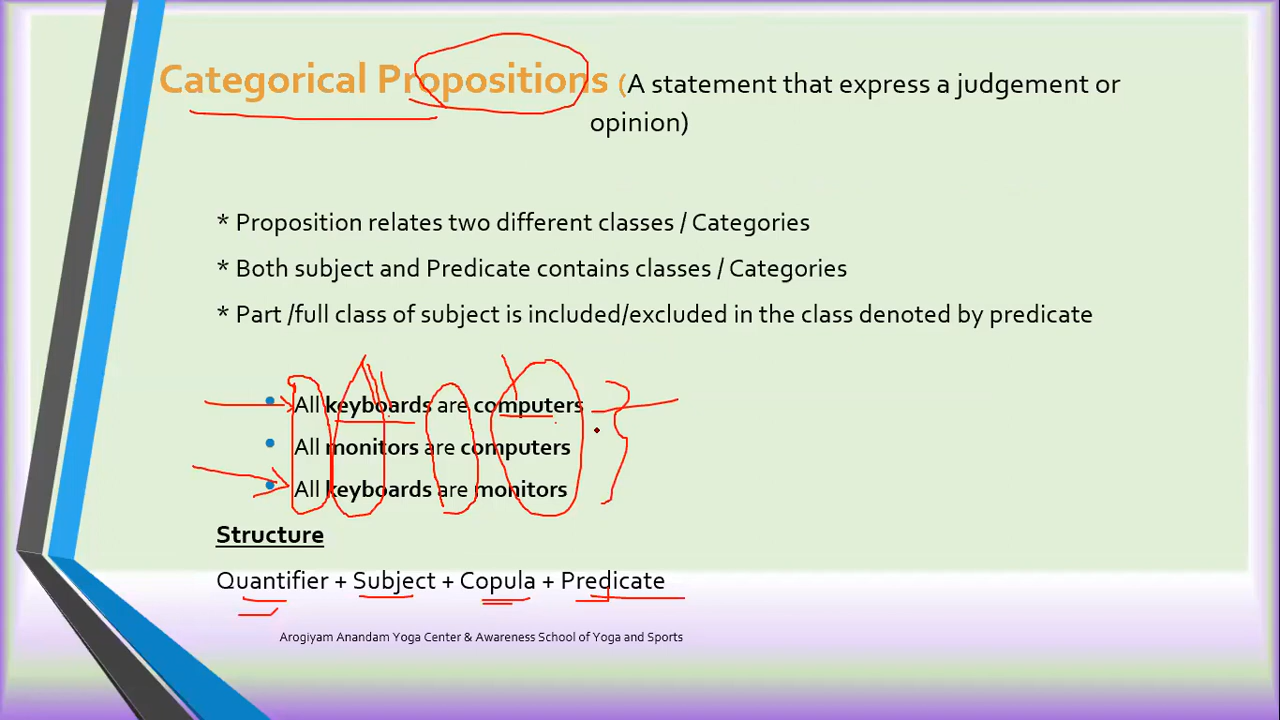 Categorical Propositions (A statement that express a judgement or
opinion)
* Proposition relates two different classes / Categories
* Both subject and Predicate contains classes / Categories
* Part /full class of subject is included/excluded in the class denoted by predicate
• All keyboards are computers
• All monitors are computers
• All keyboards are monitors
Structure
Quantifier + Subject + Copula + Predicate
Arogiyam Anandam Yoga Center & Awareness School of Yoga and Sports